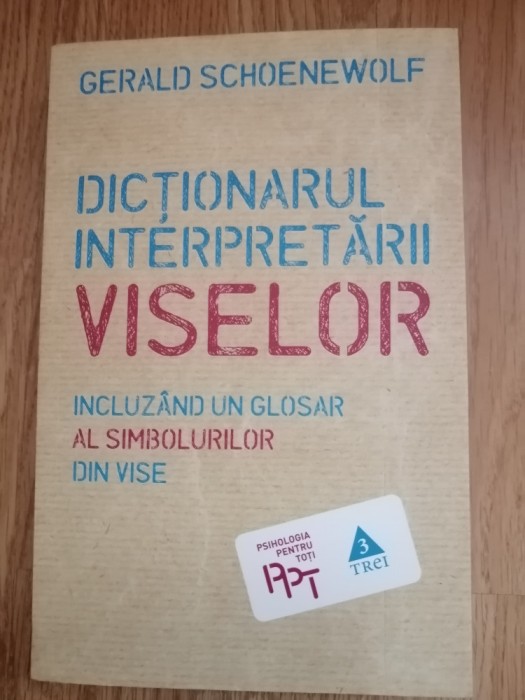 GERALD SCHOENEWOLF
DICȚIONARUL
INTERPRETĂRII
VISELOR
INCLUZÂND UN GLOSAR
AL SIMBOLURILOR
DIN VISE
PSIHOLOGIA
PENTRU
TOȚI
PPT
3
TREI